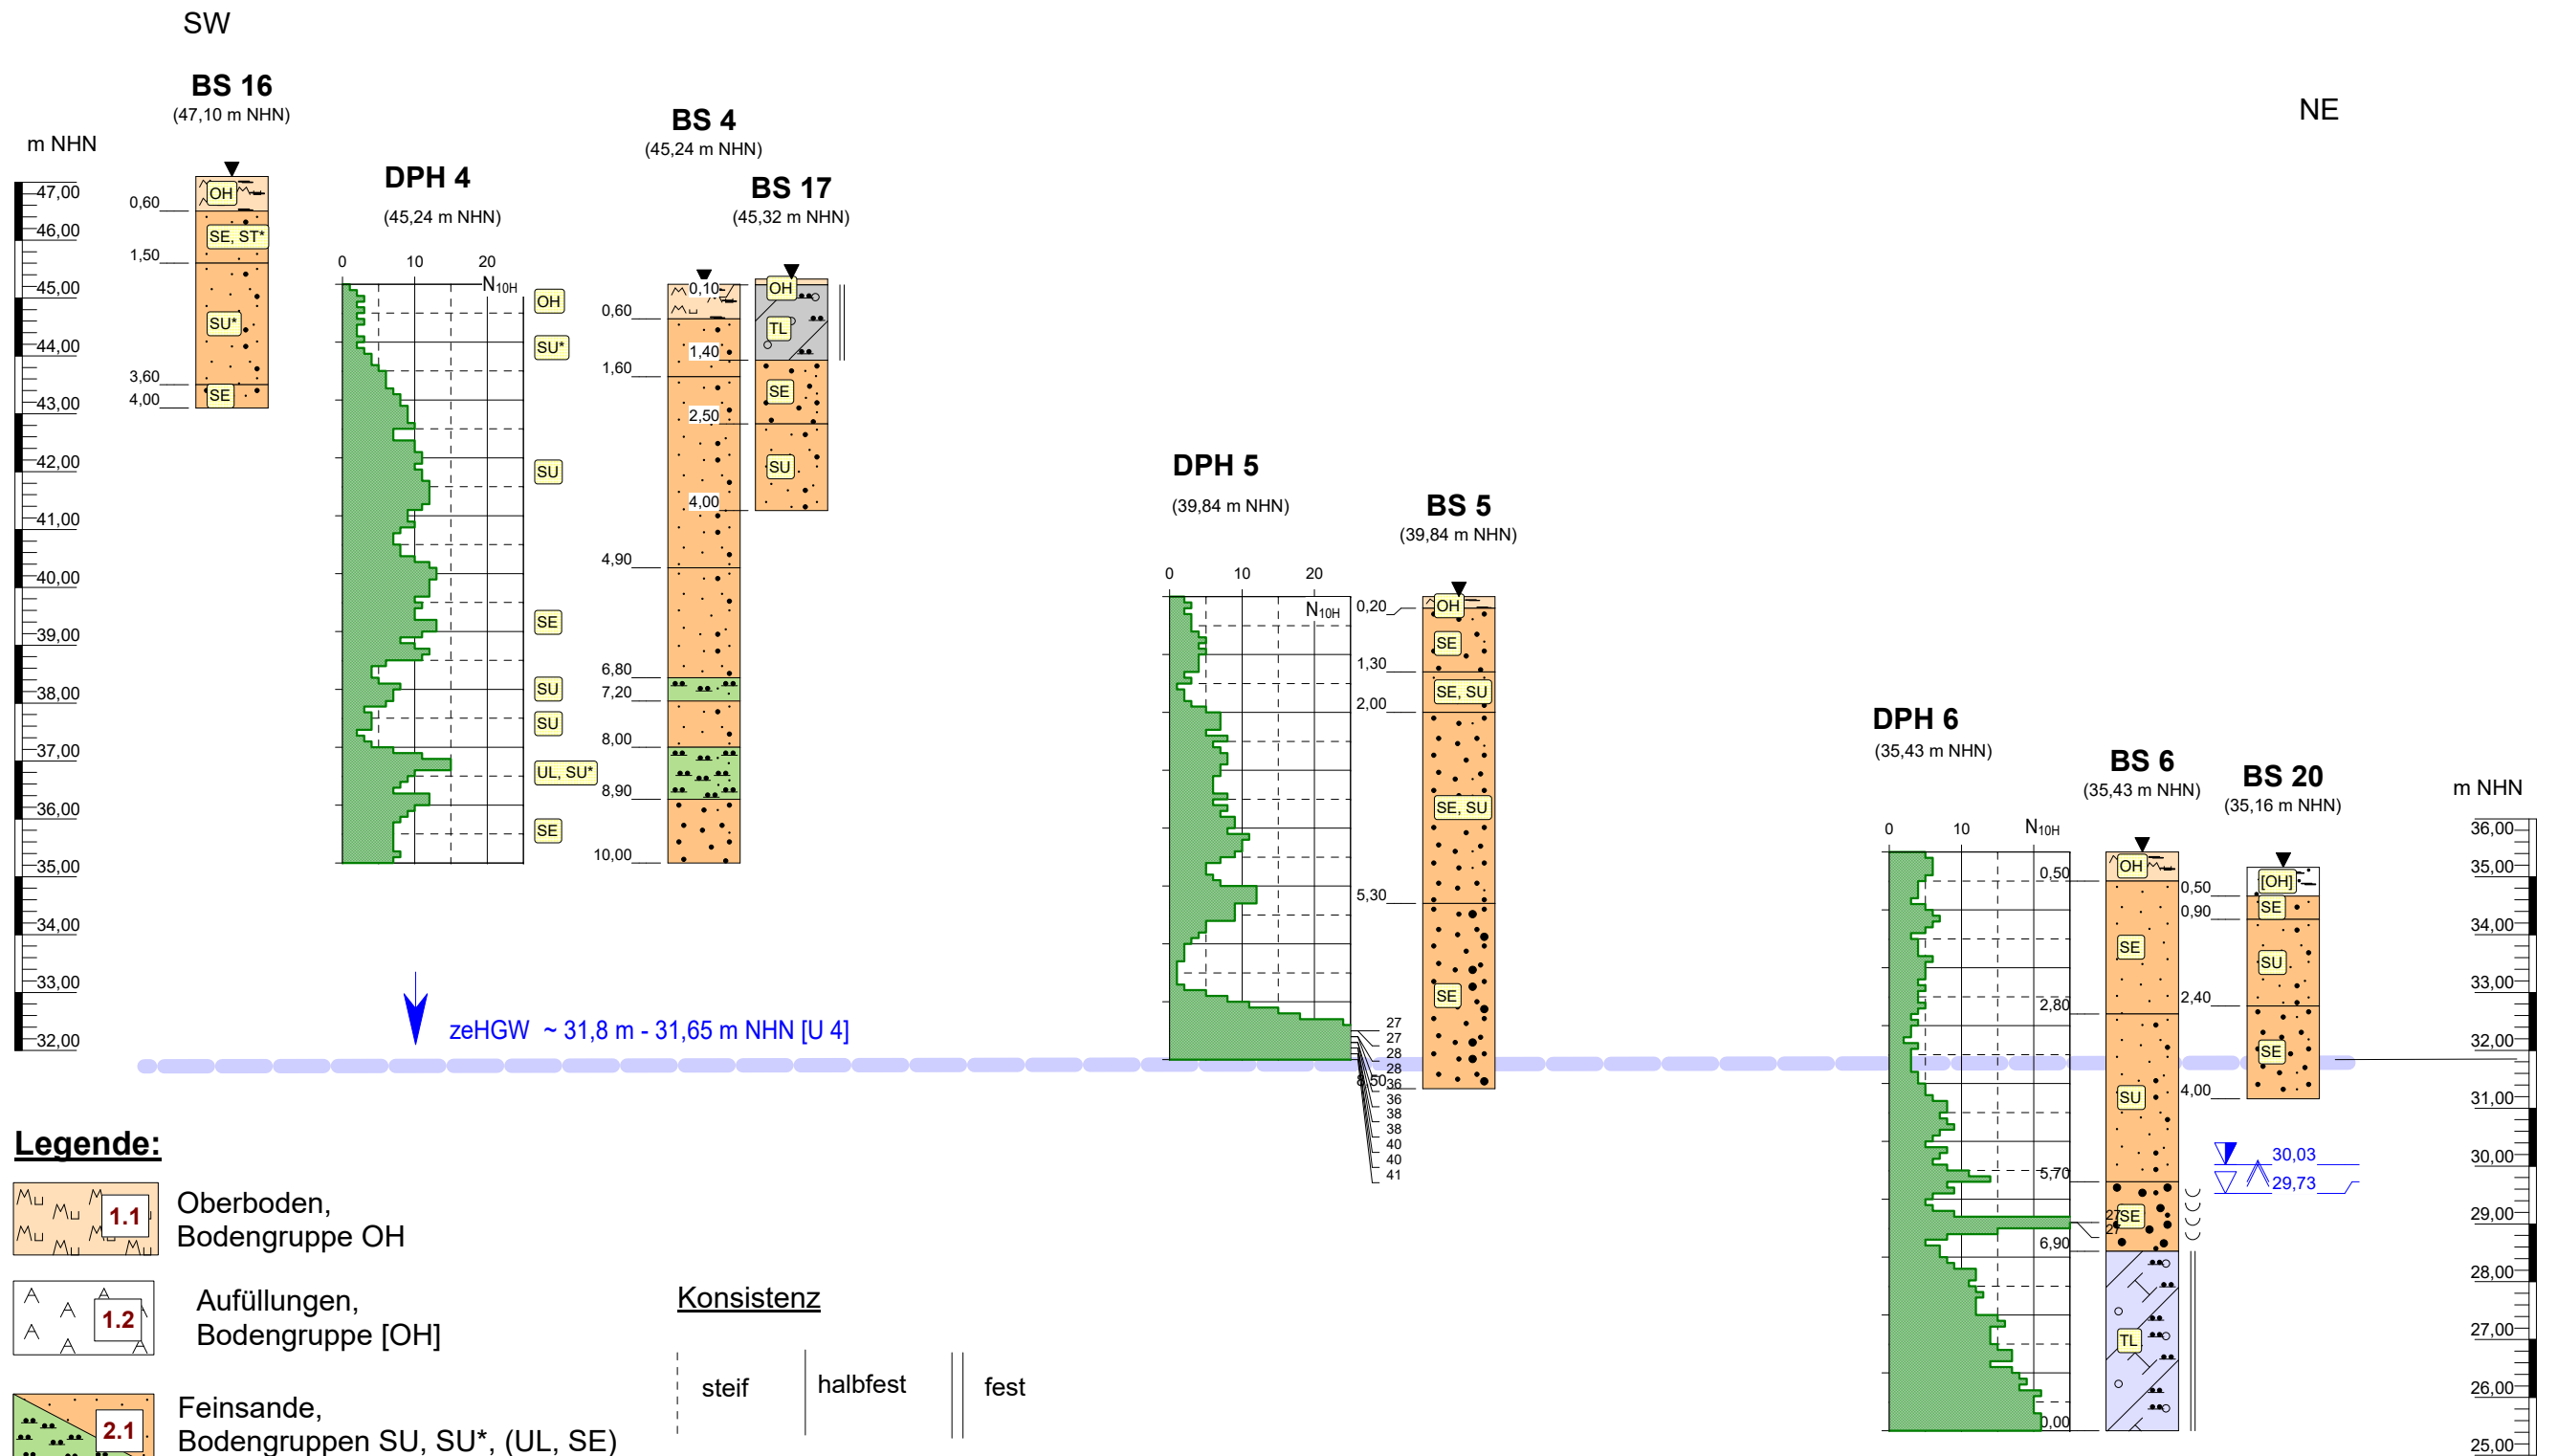 SW
NE
BS 16
(47,10 m NHN)
m NHN
47,00
46,00
45,00
44,00
43,00
42,00
41,00
40,00
39,00
38,00
37,00
36,00
35,00
34,00
33,00
32,00
0,60
1,50
3,60
4,00
OH
SE, ST*
SU*
SE
DPH 4
(45,24 m NHN)
0 10 20
N10H
OH
SU*
SU
SE
SU
SU
UL, SU*
SE
BS 4
(45,24 m NHN)
0,60
1,60
4,90
6,80
7,20
8,00
8,90
10,00
BS 17
(45,32 m NHN)
0,10
1,40
2,50
4,00
OH
TL
SE
SU
DPH 5
(39,84 m NHN)
0 10 20
N10H
27
27
28
28
36
36
38
38
40
40
41
BS 5
(39,84 m NHN)
0,20
1,30
2,00
5,30
8,50
OH
SE
SE, SU
SE, SU
SE
DPH 6
(35,43 m NHN)
0 10
N10H
27
27
BS 6
(35,43 m NHN)
0,50
2,80
5,70
6,90
0,00
OH
SE
SU
SE
TL
BS 20
(35,16 m NHN)
0,50
0,90
2,40
4,00
[OH]
SE
SU
SE
30,03
29,73
m NHN
36,00
35,00
34,00
33,00
32,00
31,00
30,00
29,00
28,00
27,00
26,00
25,00
zeHGW ~ 31,8 m - 31,65 m NHN [U 4]
Legende:
1.1
Oberboden,
Bodengruppe OH
1.2
Aufüllungen,
Bodengruppe [OH]
2.1
Feinsande,
Bodengruppen SU, SU*, (UL, SE)
Konsistenz
steif
halbfest
fest